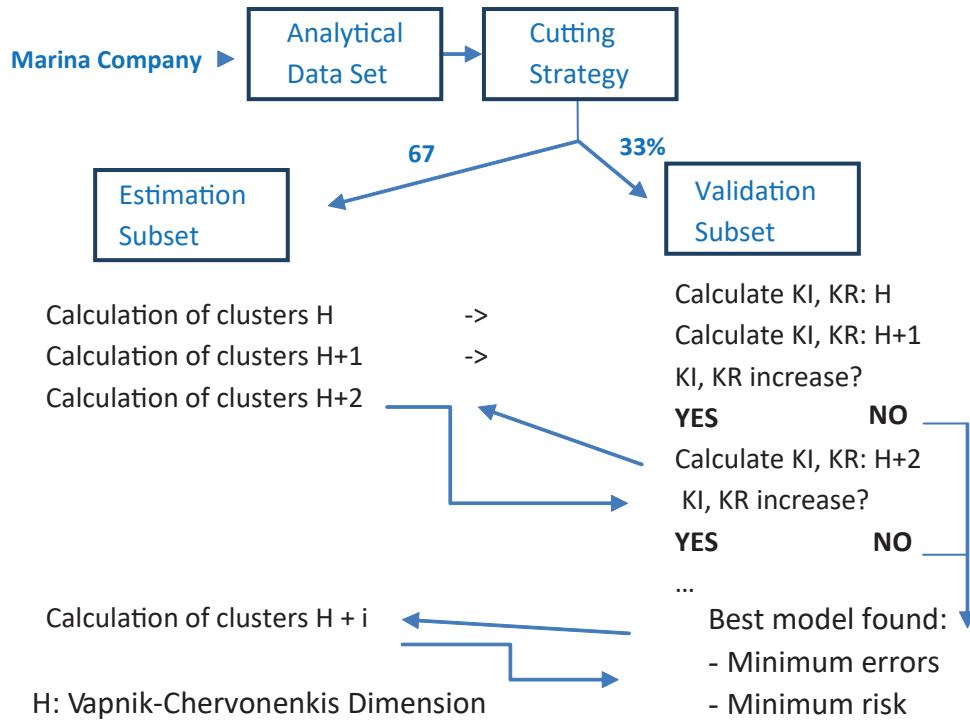 Marina Company
Analytical
Data Set
Cutting
Strategy
67
33%
Estimation
Subset
Validation
Subset
Calculation of clusters H
->
Calculation of clusters H+1
->
Calculation of clusters H+2
Calculate KI, KR: H
Calculate KI, KR: H+1
KI, KR increase?
YES NO
Calculate KI, KR: H+2
KI, KR increase?
YES NO
...
Calculation of clusters H + i
Best model found:
- Minimum errors
- Minimum risk
H: Vapnik-Chervonenkis Dimension